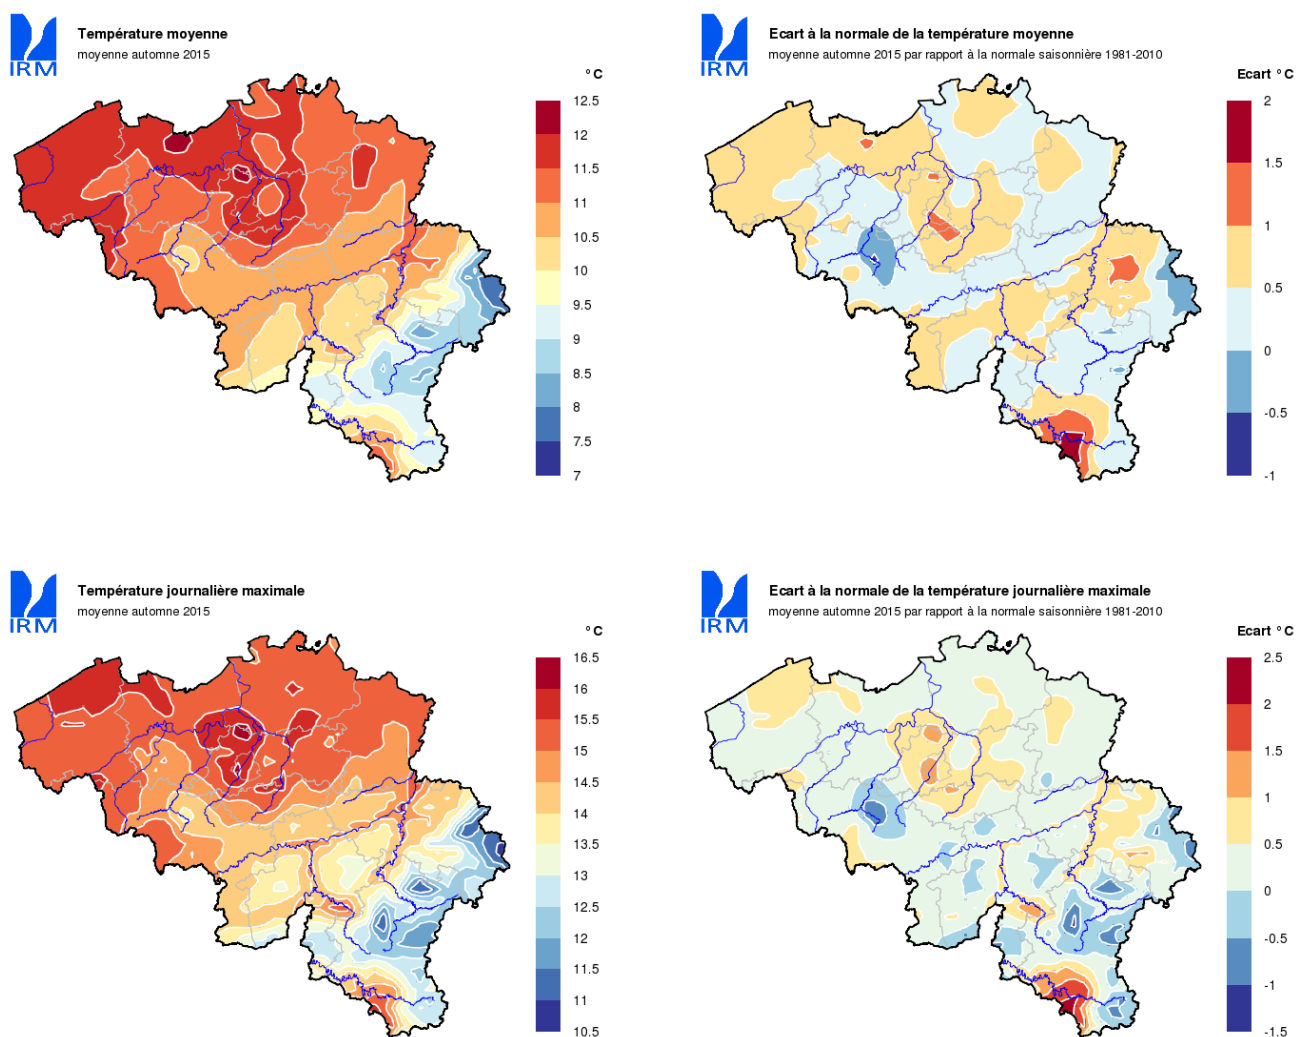 IRM
Température moyenne
moyenne automne 2015
°C
12.5
12
11.5
11
10.5
10
9.5
9
8.5
8
7.5
7
IRM
Ecart à la normale de la température moyenne
moyenne automne 2015 par rapport à la normale saisonnière 1981-2010
Ecart °C
2
1.5
1
0.5
0
-0.5
-1
IRM
Température journalière maximale
moyenne automne 2015
°C
16.5
16
15.5
15
14.5
14
13.5
13
12.5
12
11.5
11
10.5
IRM
Ecart à la normale de la température journalière maximale
moyenne automne 2015 par rapport à la normale saisonnière 1981-2010
Ecart °C
2.5
2
1.5
1
0.5
0
-0.5
-1
-1.5